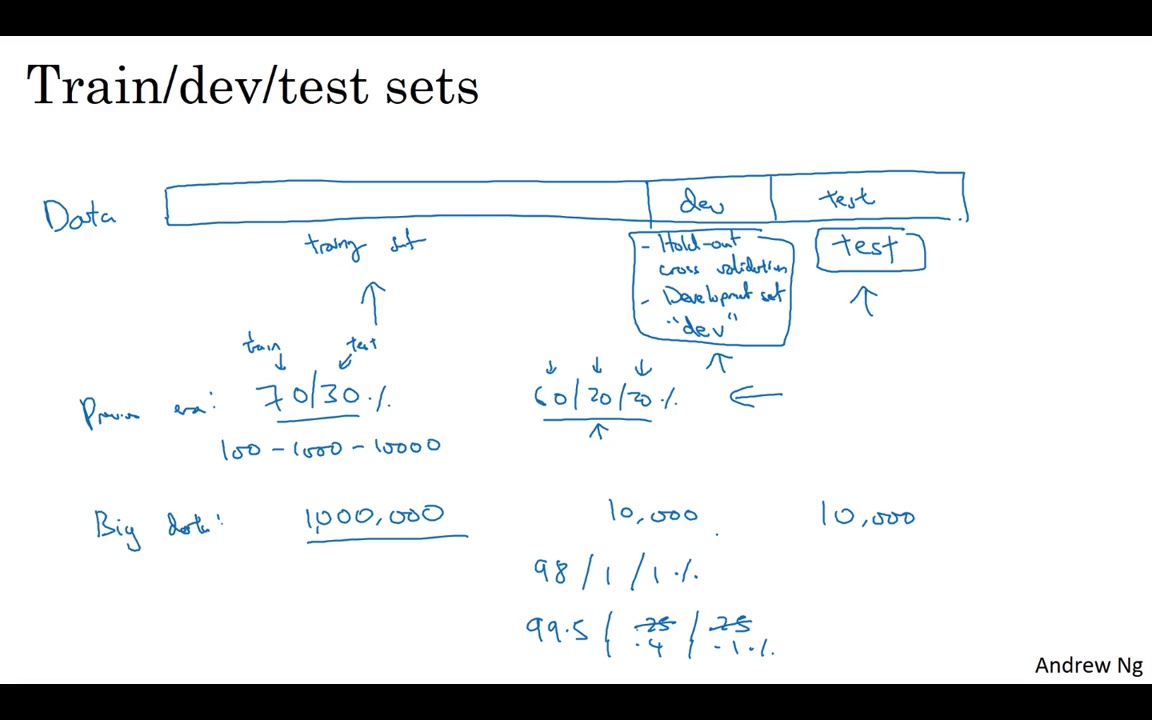 Train/dev/test sets
Data
dev
test
training set
- Hold-out
cross validation
- Development set
"dev"
test
train
test
Previous era:
70/30%
60/20/20%
100 - 1000 - 10000
Big data:
1,000,000
10,000
10,000
98/1/1%
99.5/.25/.25
.4/.1%
Andrew Ng